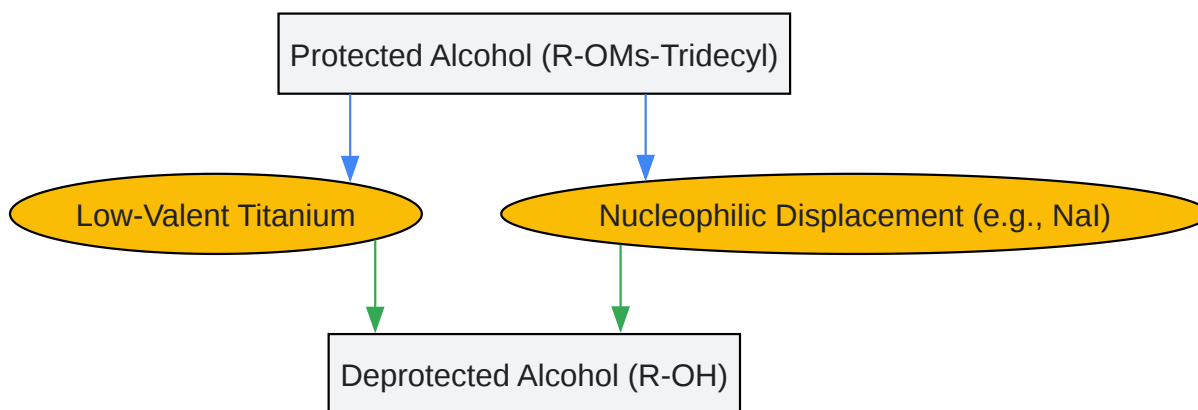 Protected Alcohol (R-OMs-Tridecyl)
Low-Valent Titanium
Nucleophilic Displacement (e.g., NaI)
Deprotected Alcohol (R-OH)